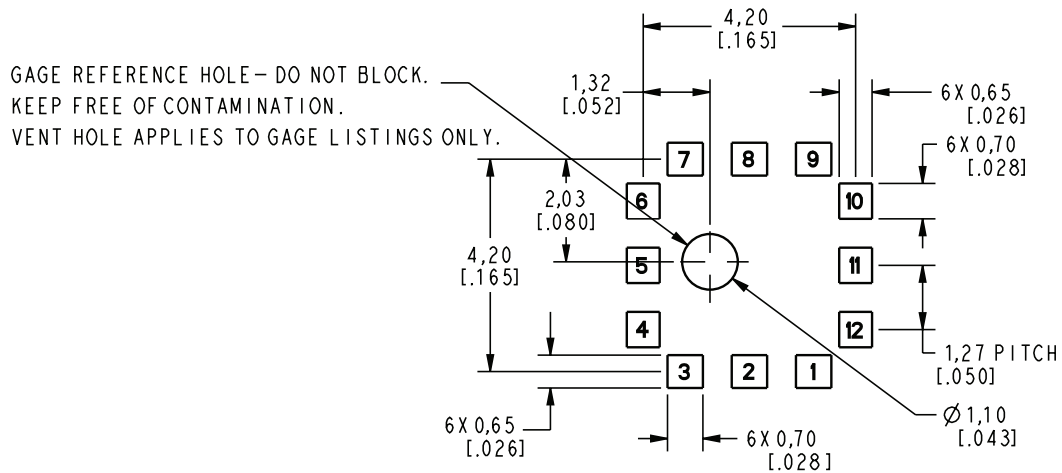 4,20
[.165]
GAGE REFERENCE HOLE– DO NOT BLOCK.
KEEP FREE OF CONTAMINATION.
VENT HOLE APPLIES TO GAGE LISTINGS ONLY.
1,32
[.052]
6X 0,65
[.026]
6X 0,70
[.028]
7
8
9
6
10
2,03
[.080]
4,20
[.165]
5
11
4
12
1,27 PITCH
[.050]
3
2
1
Ø 1,10
[.043]
6X 0,65
[.026]
6X 0,70
[.028]